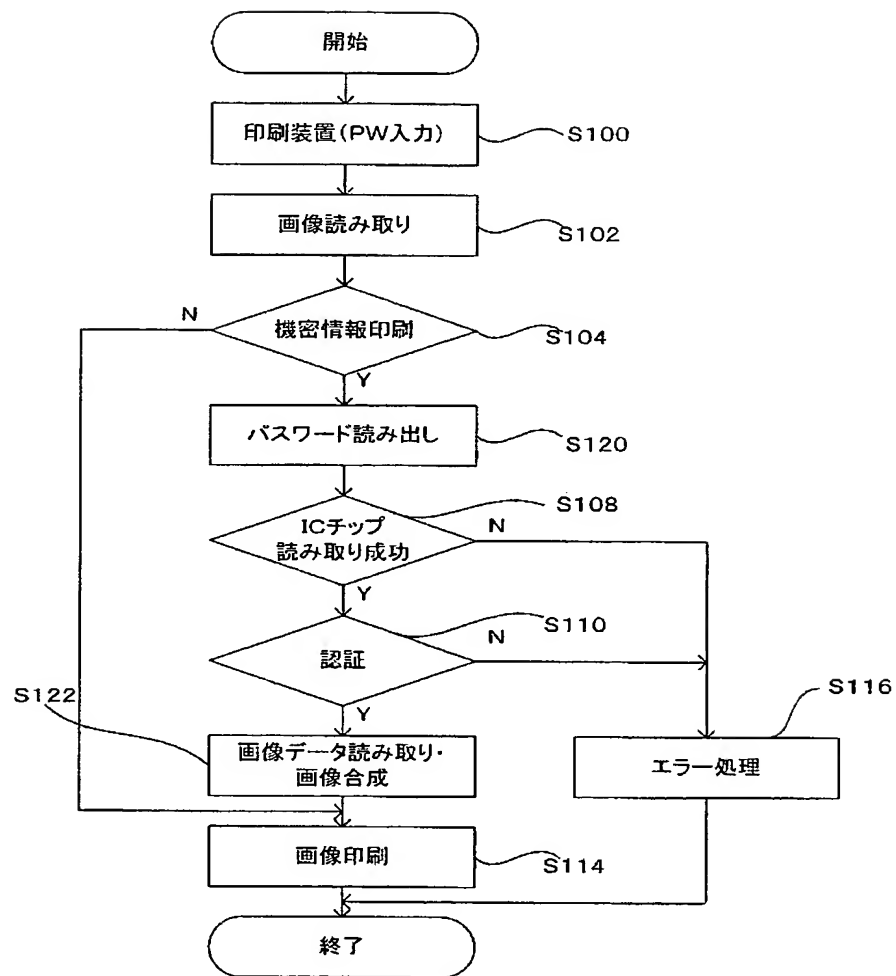 開始
印刷装置(PW入力)
S100
画像読み取り
S102
N
機密情報印刷
S104
Y
パスワード読み出し
S120
S108
ICチップ
読み取り成功
N
Y
S110
認証
N
S122
Y
S116
画像データ読み取り・
画像合成
エラー処理
画像印刷
S114
終了